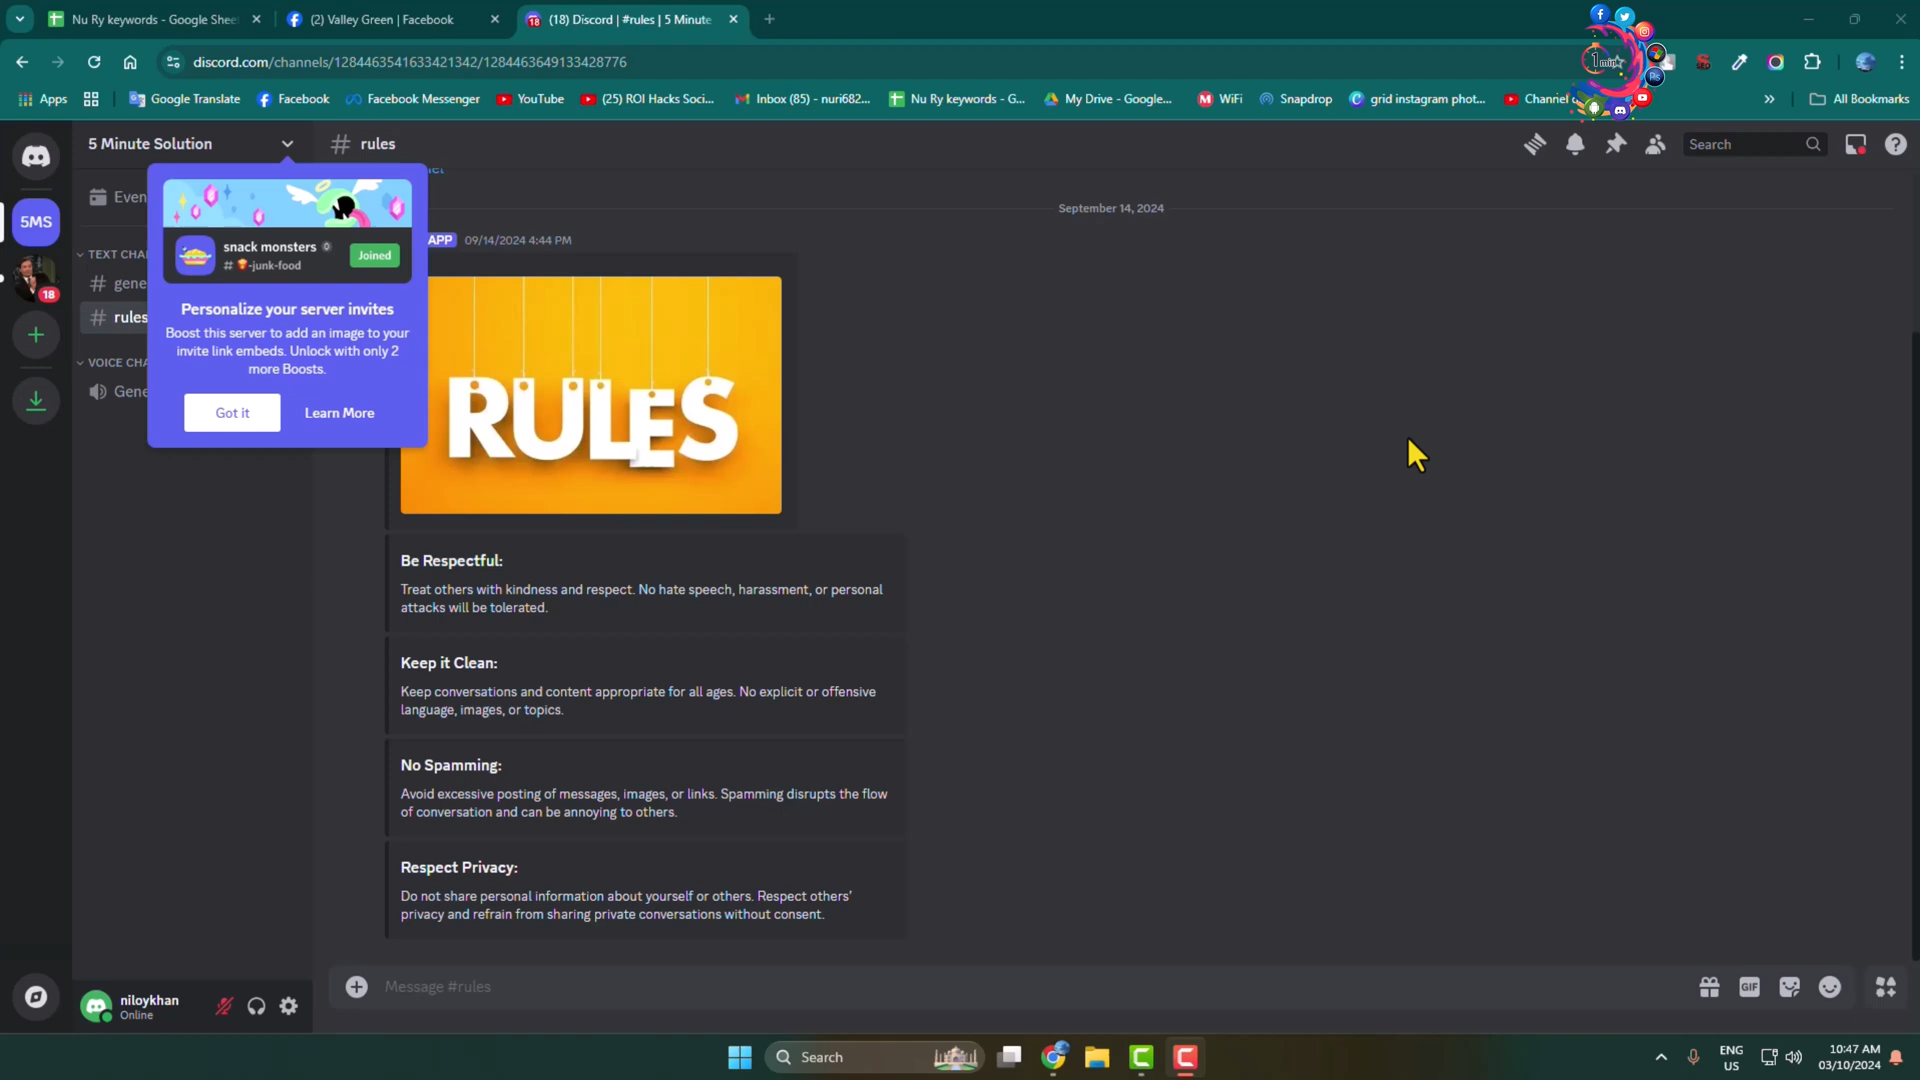 Nu Ry keywords - Google Shee
(2) Valley Green | Facebook
(18) Discord | #rules | 5 Minute
discord.com/channels/1284463541633421342/1284463649133428776
1 min
SEO
Ps
Apps
Google Translate
Facebook
Facebook Messenger
YouTube
(25) ROI Hacks Soci...
Inbox (85) - nuri682...
Nu Ry keywords - G...
My Drive - Google...
WiFi
Snapdrop
grid instagram phot...
Channel
All Bookmarks
5 Minute Solution
rules
Search
5MS
18
Even
TEXT CHA
gene
rules
VOICE CHA
Gene
snack monsters
-junk-food
Joined
Personalize your server invites
Boost this server to add an image to your
invite link embeds. Unlock with only 2
more Boosts.
Got it
Learn More
September 14, 2024
APP
09/14/2024 4:44 PM
RULES
Be Respectful:
Treat others with kindness and respect. No hate speech, harassment, or personal
attacks will be tolerated.
Keep it Clean:
Keep conversations and content appropriate for all ages. No explicit or offensive
language, images, or topics.
No Spamming:
Avoid excessive posting of messages, images, or links. Spamming disrupts the flow
of conversation and can be annoying to others.
Respect Privacy:
Do not share personal information about yourself or others. Respect others'
privacy and refrain from sharing private conversations without consent.
Message #rules
GIF
niloykhan
Online
Search
ENG
US
10:47 AM
03/10/2024